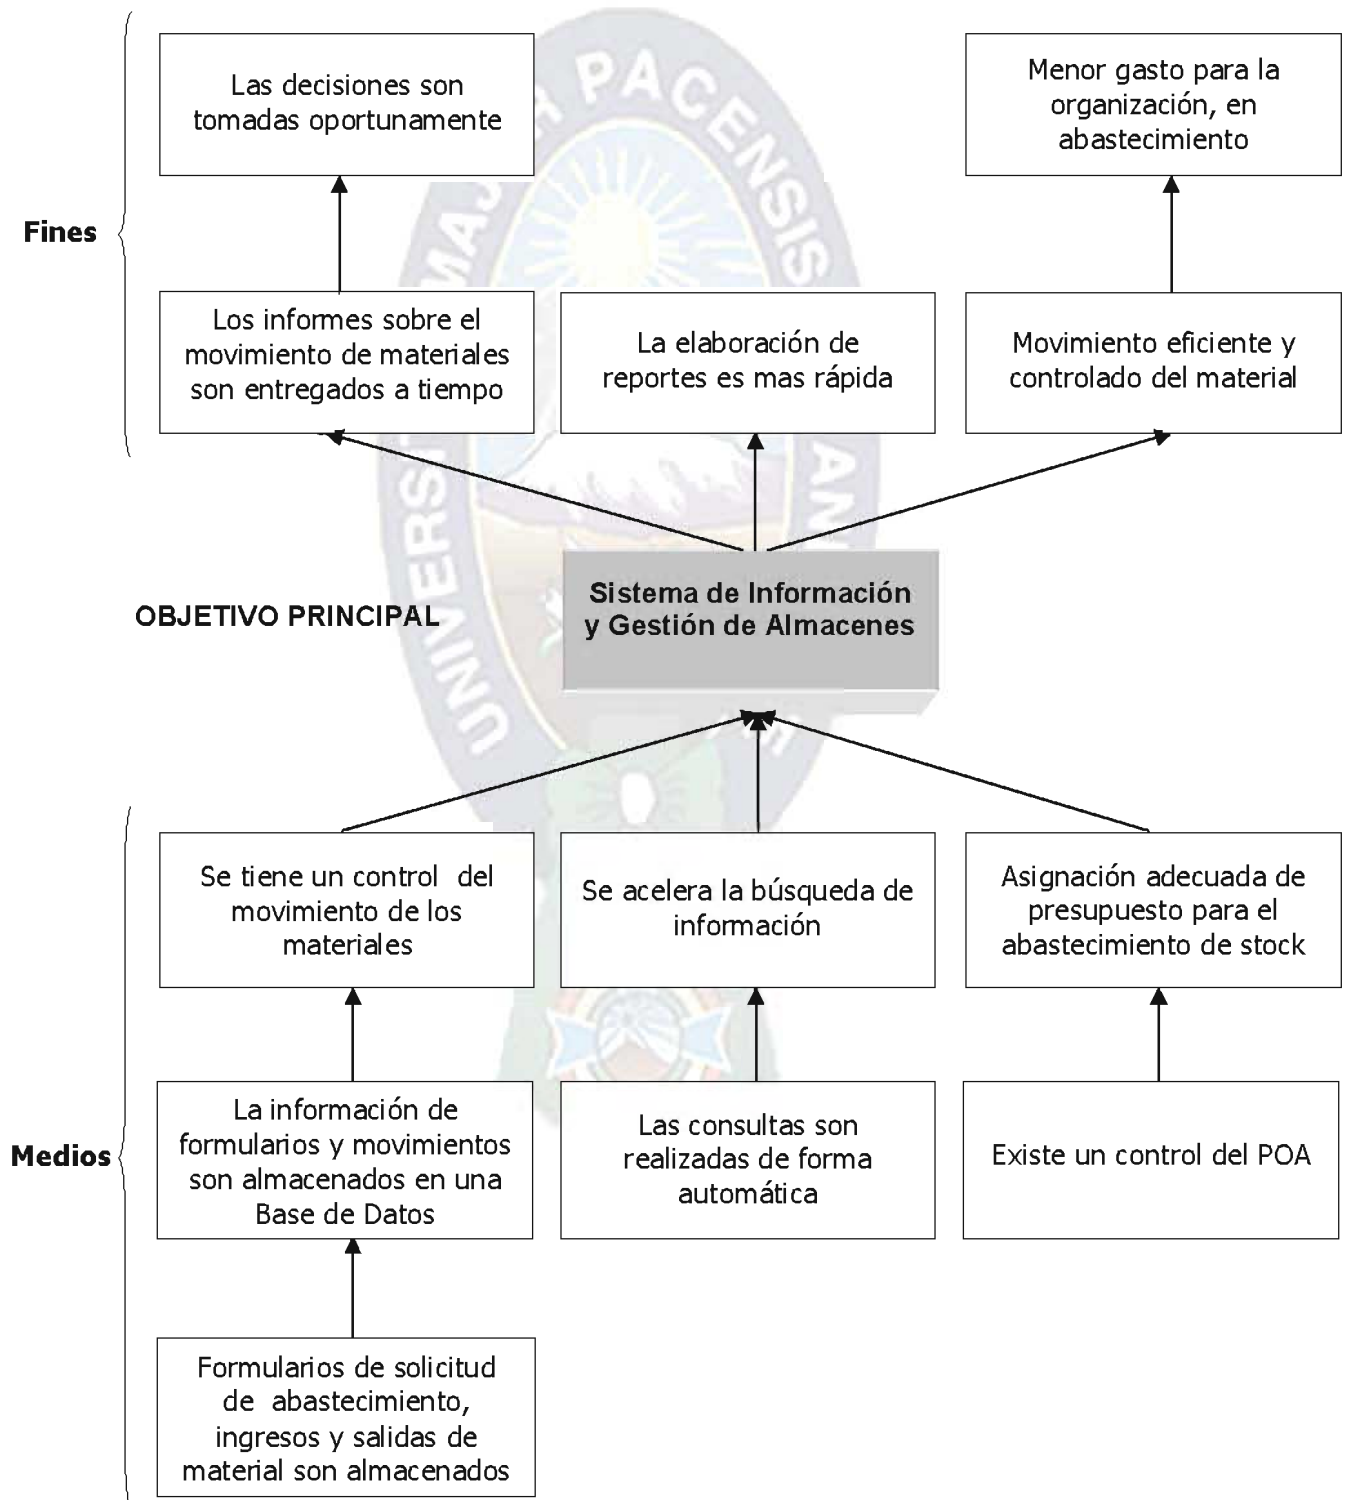 Las decisiones son
tomadas oportunamente
Menor gasto para la
organización, en
abastecimiento
Fines
Los informes sobre el
movimiento de materiales
son entregados a tiempo
La elaboración de
reportes es mas rápida
Movimiento eficiente y
controlado del material
OBJETIVO PRINCIPAL
Sistema de Información
y Gestión de Almacenes
Se tiene un control del
movimiento de los
materiales
Se acelera la búsqueda de
información
Asignación adecuada de
presupuesto para el
abastecimiento de stock
Medios
La información de
formularios y movimientos
son almacenados en una
Base de Datos
Las consultas son
realizadas de forma
automática
Existe un control del POA
Formularios de solicitud
de abastecimiento,
ingresos y salidas de
material son almacenados
PACENSIS